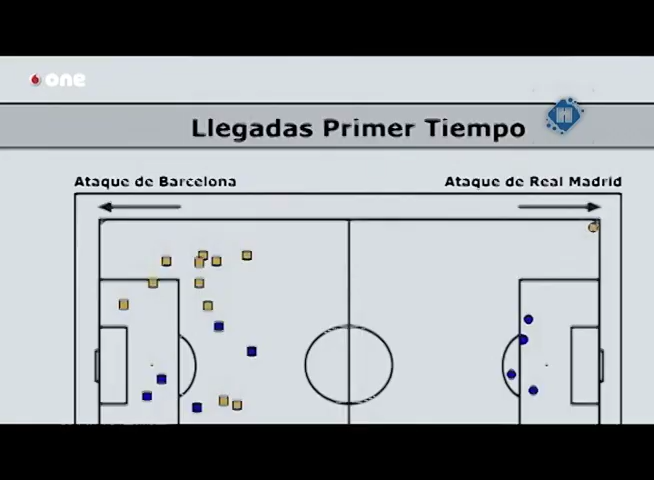 one
Llegadas Primer Tiempo
Ataque de Barcelona
Ataque de Real Madrid